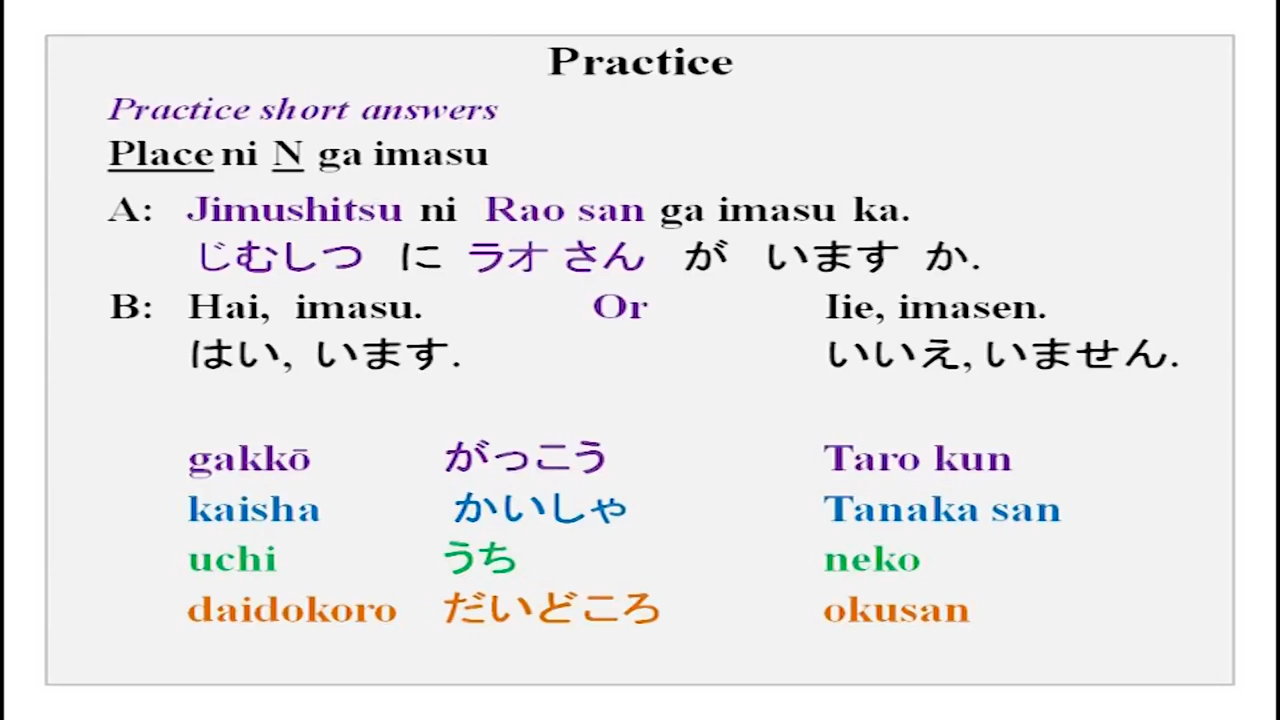 Practice
Practice short answers
Place ni N ga imasu
A: Jimushitsu ni Rao san ga imasu ka.
じむしつ に ラオ さん が います か.
B: Hai, imasu. Or Iie, imasen.
はい, います. いいえ, いません.
gakkō がっこう Taro kun
kaisha かいしゃ Tanaka san
uchi うち neko
daidokoro だいどころ okusan